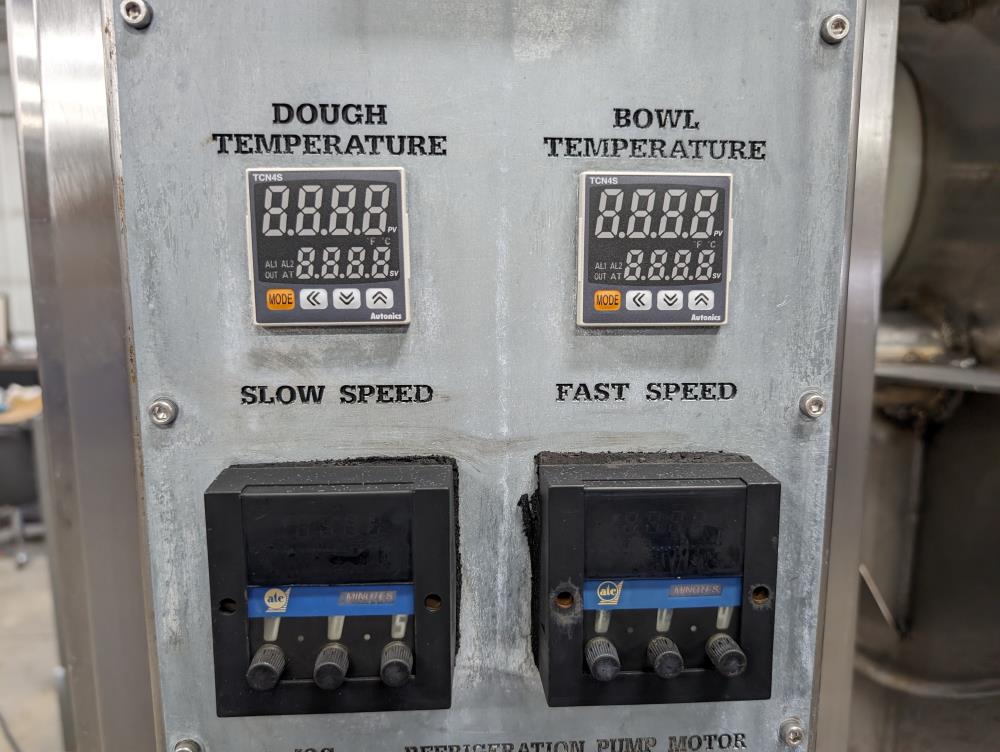 DOUGH
TEMPERATURE
BOWL
TEMPERATURE
TCN4S
8.8.8.8
PV
°F °C
AL1 AL2
OUT AT
8.8.8.8
SV
MODE
Autonics
TCN4S
8.8.8.8
PV
°F °C
AL1 AL2
OUT AT
8.8.8.8
SV
MODE
Autonics
SLOW SPEED
FAST SPEED
atc
MINUTES
5
atc
MINUTES
REFRIGERATION PUMP MOTOR